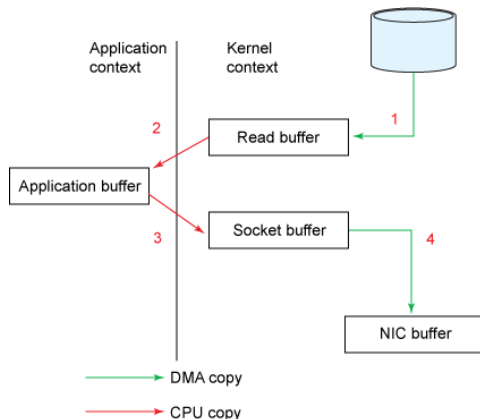 Application
context
Kernel
context
1
2
Read buffer
Application buffer
3
Socket buffer
4
NIC buffer
DMA copy
CPU copy